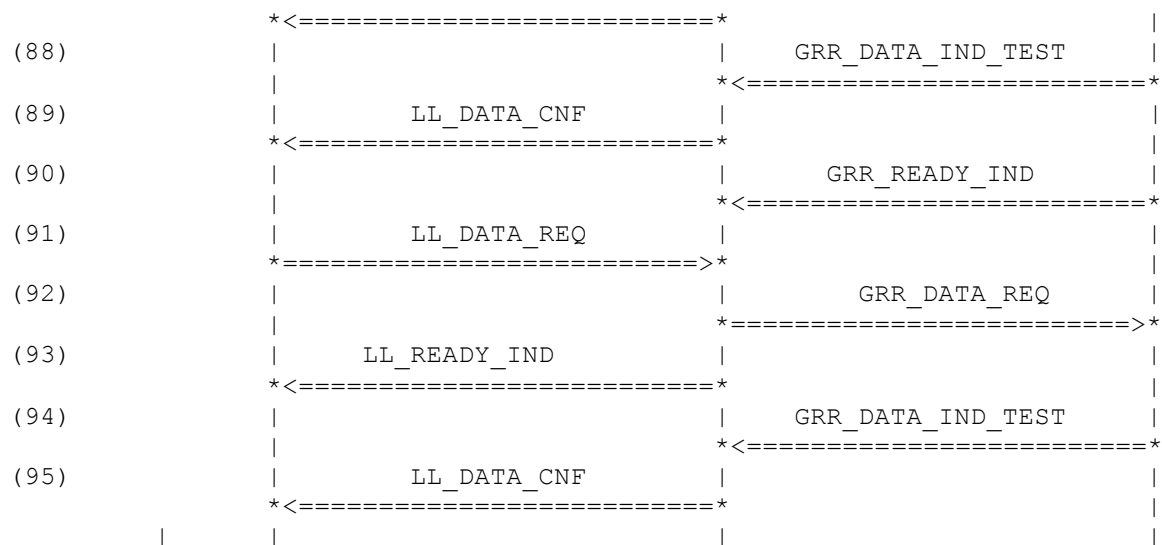 *<==========================*                           |
(88)            |                           |    GRR_DATA_IND_TEST      |
                |                           *<=========================*
(89)            |        LL_DATA_CNF        |                           |
                *<==========================*                           |
(90)            |                           |      GRR_READY_IND        |
                |                           *<=========================*
(91)            |        LL_DATA_REQ        |                           |
                *==========================>*                           |
(92)            |                           |        GRR_DATA_REQ       |
                |                           *=========================>*
(93)            |     LL_READY_IND          |                           |
                *<==========================*                           |
(94)            |                           |    GRR_DATA_IND_TEST      |
                |                           *<=========================*
(95)            |        LL_DATA_CNF        |                           |
                *<==========================*                           |
         |      |                           |                           |